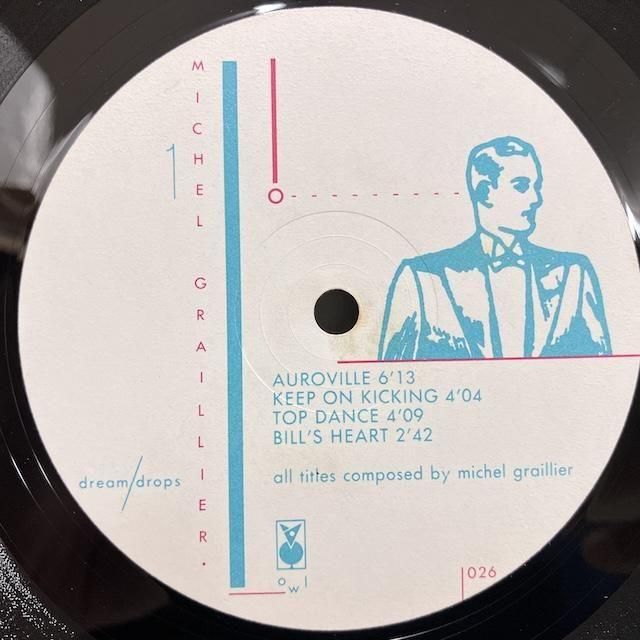 MICHEL GRAILLIER.
1
AUROVILLE 6'13
KEEP ON KICKING 4'04
TOP DANCE 4'09
BILL'S HEART 2'42
all titles composed by michel graillier
dream/drops
owl
026